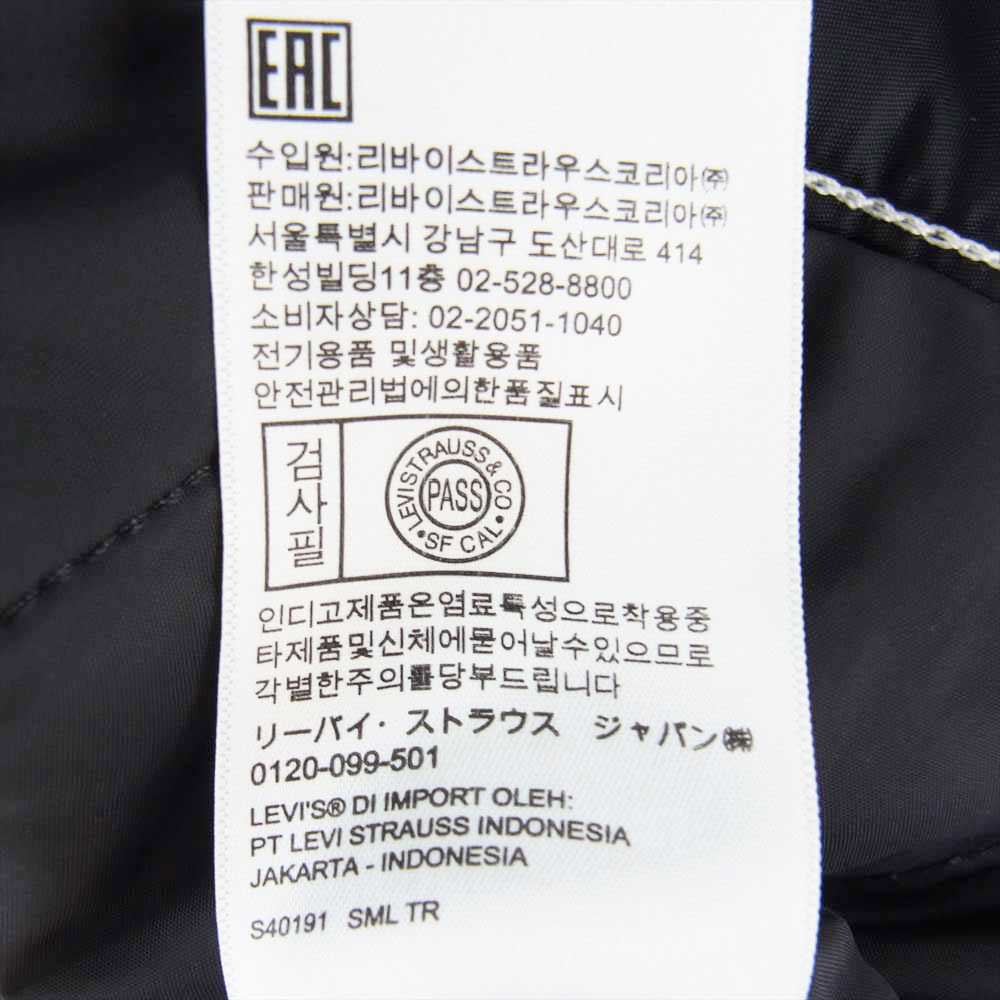 EAC
수입원:리바이스트라우스코리아㈜
판매원:리바이스트라우스코리아㈜
서울특별시 강남구 도산대로 414
한성빌딩11층 02-528-8800
소비자상담: 02-2051-1040
전기용품 및생활용품
안전관리법에의한품질표시
검사필
•LEVI STRAUSS & CO•
PASS
SF CAL
인디고제품은염료특성으로착용중
타제품및신체에묻어날수있으므로
각별한주의를당부드립니다
リーバイ・ストラウス ジャパン㈱
0120-099-501
LEVI'S® DI IMPORT OLEH:
PT LEVI STRAUSS INDONESIA
JAKARTA - INDONESIA
S40191 SML TR